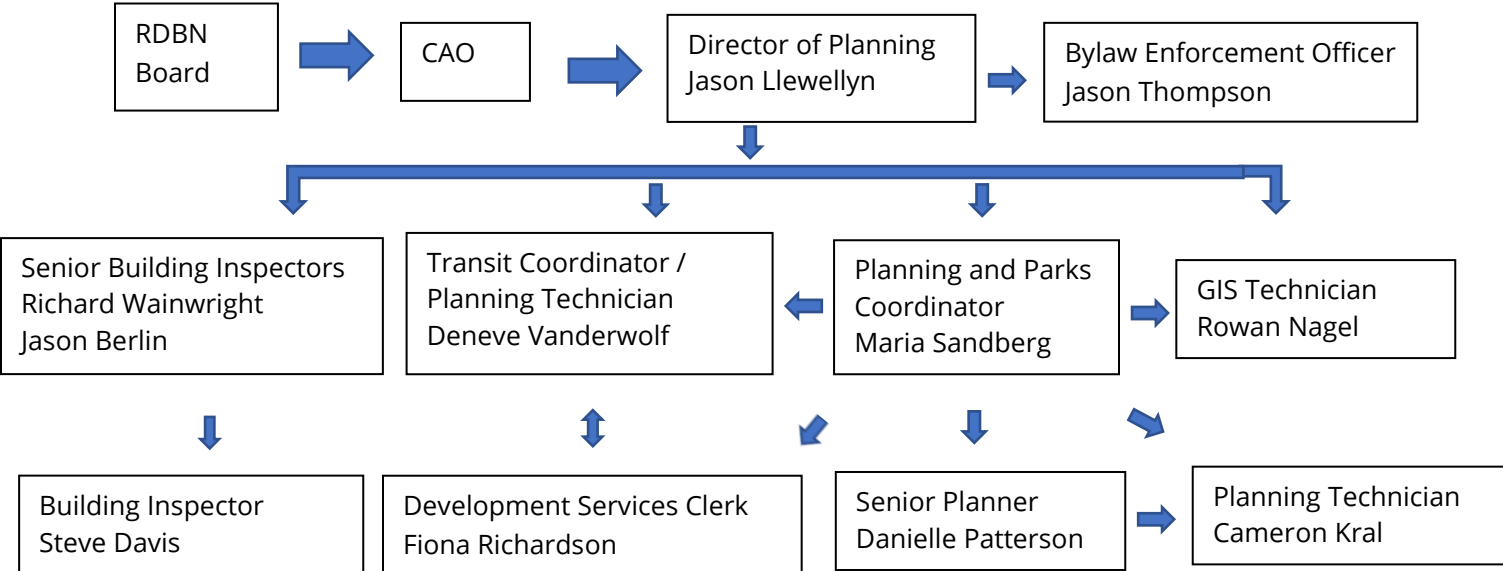 RDBN
Board
CAO
Director of Planning
Jason Llewellyn
Bylaw Enforcement Officer
Jason Thompson
Senior Building Inspectors
Richard Wainwright
Jason Berlin
Transit Coordinator /
Planning Technician
Deneve Vanderwolf
Planning and Parks
Coordinator
Maria Sandberg
GIS Technician
Rowan Nagel
Building Inspector
Steve Davis
Development Services Clerk
Fiona Richardson
Senior Planner
Danielle Patterson
Planning Technician
Cameron Kral